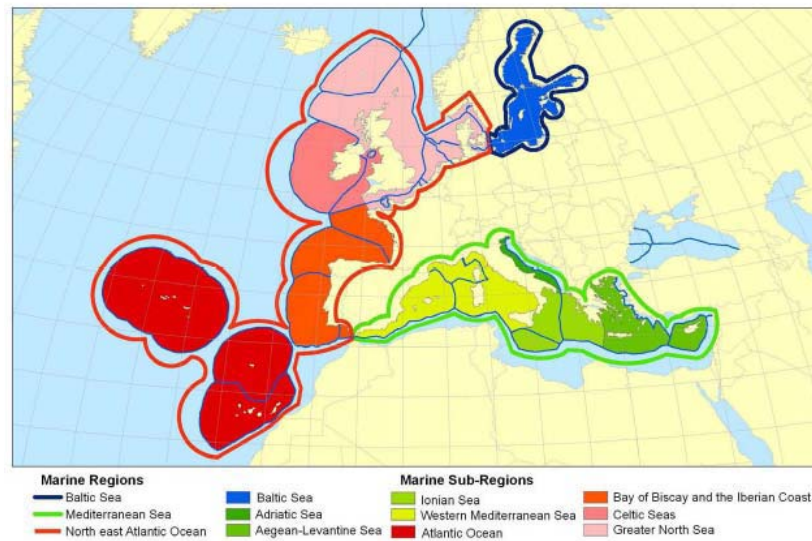 Marine Regions
Baltic Sea
Mediterranean Sea
North east Atlantic Ocean
Marine Sub-Regions
Baltic Sea
Adriatic Sea
Aegean-Levantine Sea
Ionian Sea
Western Mediterranean Sea
Atlantic Ocean
Bay of Biscay and the Iberian Coast
Celtic Seas
Greater North Sea